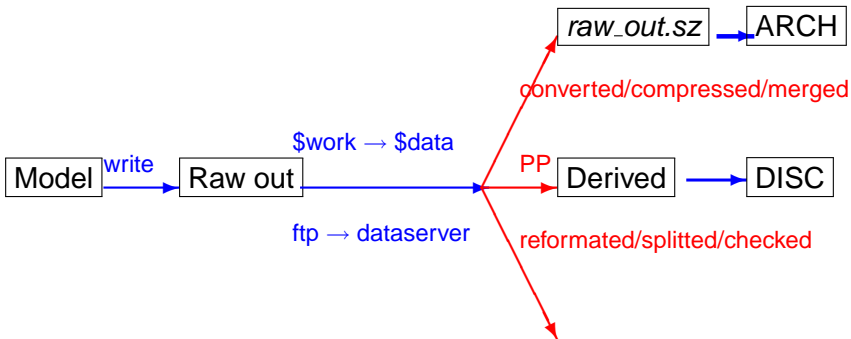 raw_out.sz ARCH
converted/compressed/merged
$work → $data
write PP
Model Raw out Derived DISC
ftp → dataserver reformated/splitted/checked